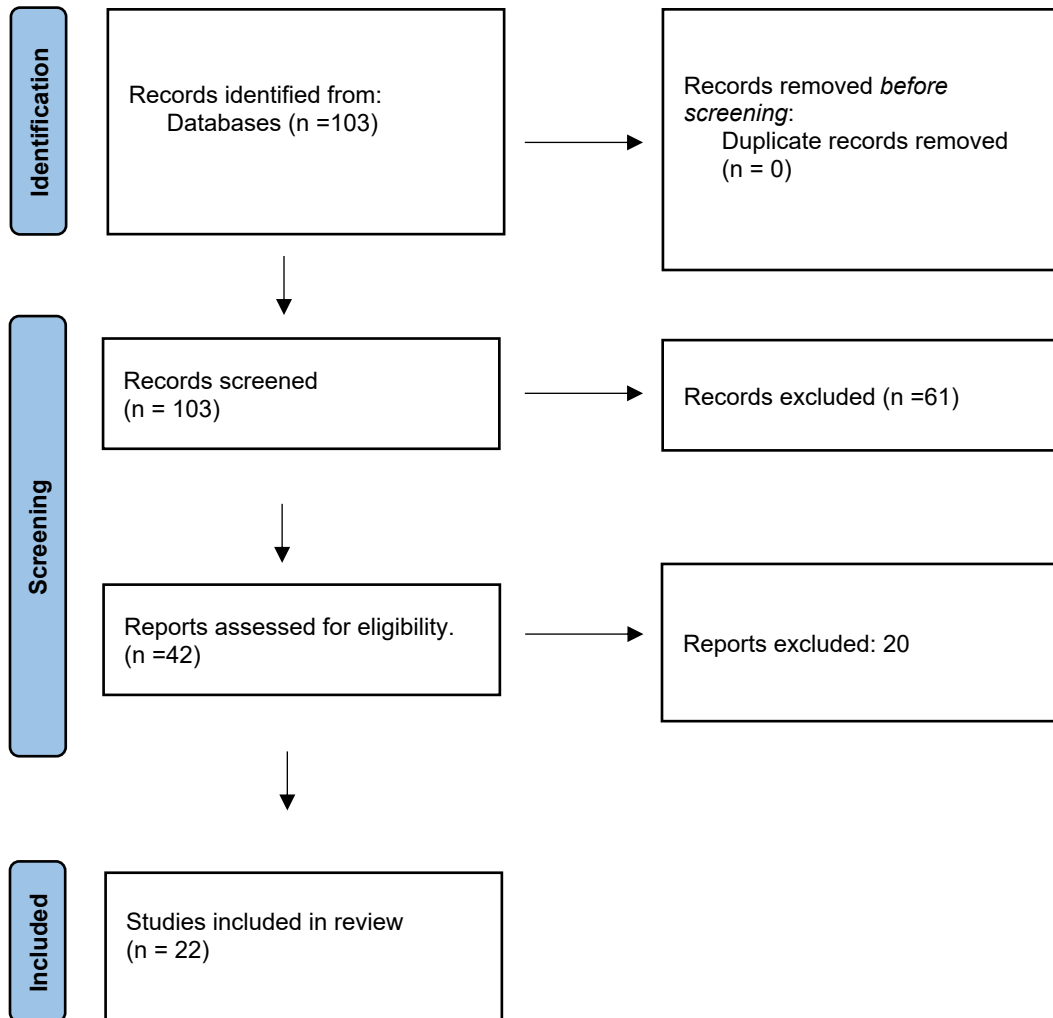 Identification
Records identified from:
Databases (n =103)
Records removed before
screening:
Duplicate records removed
(n = 0)
Screening
Records screened
(n = 103)
Records excluded (n =61)
Reports assessed for eligibility.
(n =42)
Reports excluded: 20
Included
Studies included in review
(n = 22)